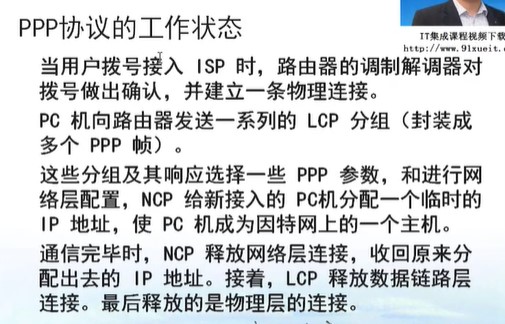 PPP协议的工作状态
IT集成课程视频下载
http://www.91xueit.c
当用户拨号接入 ISP 时，路由器的调制解调器对
拨号做出确认，并建立一条物理连接。
PC 机向路由器发送一系列的 LCP 分组（封装成
多个 PPP 帧）。
这些分组及其响应选择一些 PPP 参数，和进行网
络层配置，NCP 给新接入的 PC机分配一个临时的
IP 地址，使 PC 机成为因特网上的一个主机。
通信完毕时，NCP 释放网络层连接，收回原来分
配出去的 IP 地址。接着，LCP 释放数据链路层
连接。最后释放的是物理层的连接。